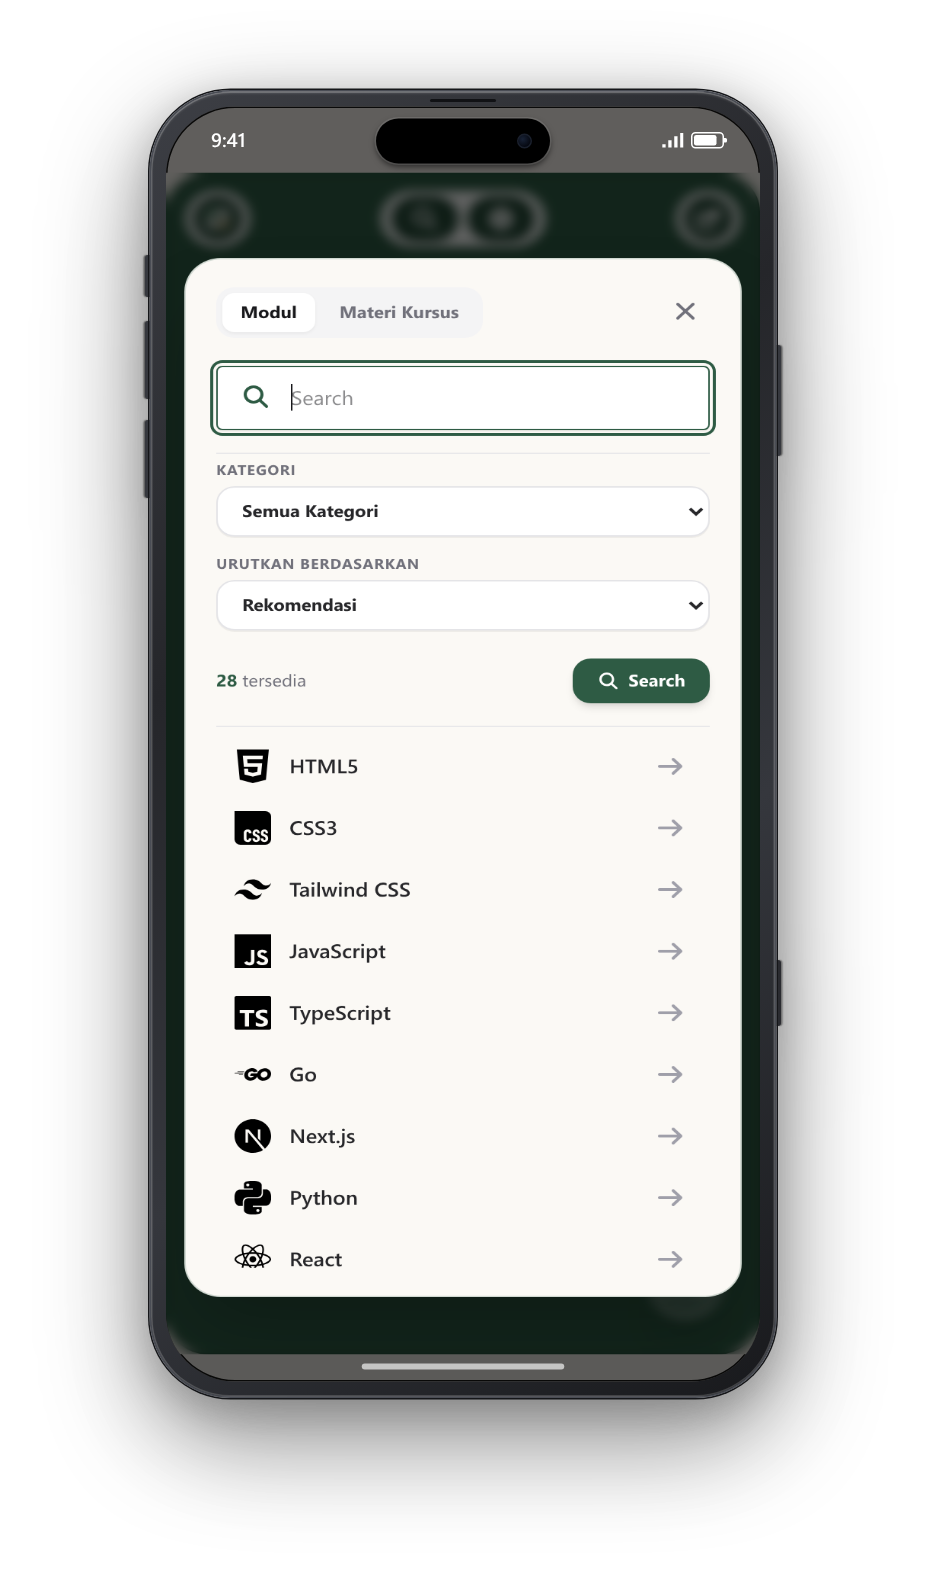 9:41
Modul Materi Kursus
Search
KATEGORI
Semua Kategori
URUTKAN BERDASARKAN
Rekomendasi
28 tersedia Search
HTML5
CSS CSS3
Tailwind CSS
JS JavaScript
TS TypeScript
GO Go
N Next.js
Python
React